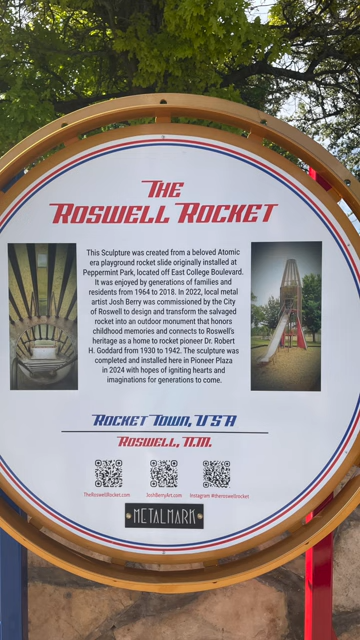 THE
ROSWELL ROCKET
This Sculpture was created from a beloved Atomic
era playground rocket slide originally installed at
Peppermint Park, located off East College Boulevard.
It was enjoyed by generations of families and
residents from 1964 to 2018. In 2022, local metal
artist Josh Berry was commissioned by the City
of Roswell to design and transform the salvaged
rocket into an outdoor monument that honors
childhood memories and connects to Roswell's
heritage as a home to rocket pioneer Dr. Robert
H. Goddard from 1930 to 1942. The sculpture was
completed and installed here in Pioneer Plaza
in 2024 with hopes of igniting hearts and
imaginations for generations to come.
ROCKET TOWN, USA
ROSWELL, N.M.
TheRoswellRocket.com JoshBerryArt.com Instagram #theroswellrocket
METALMARK